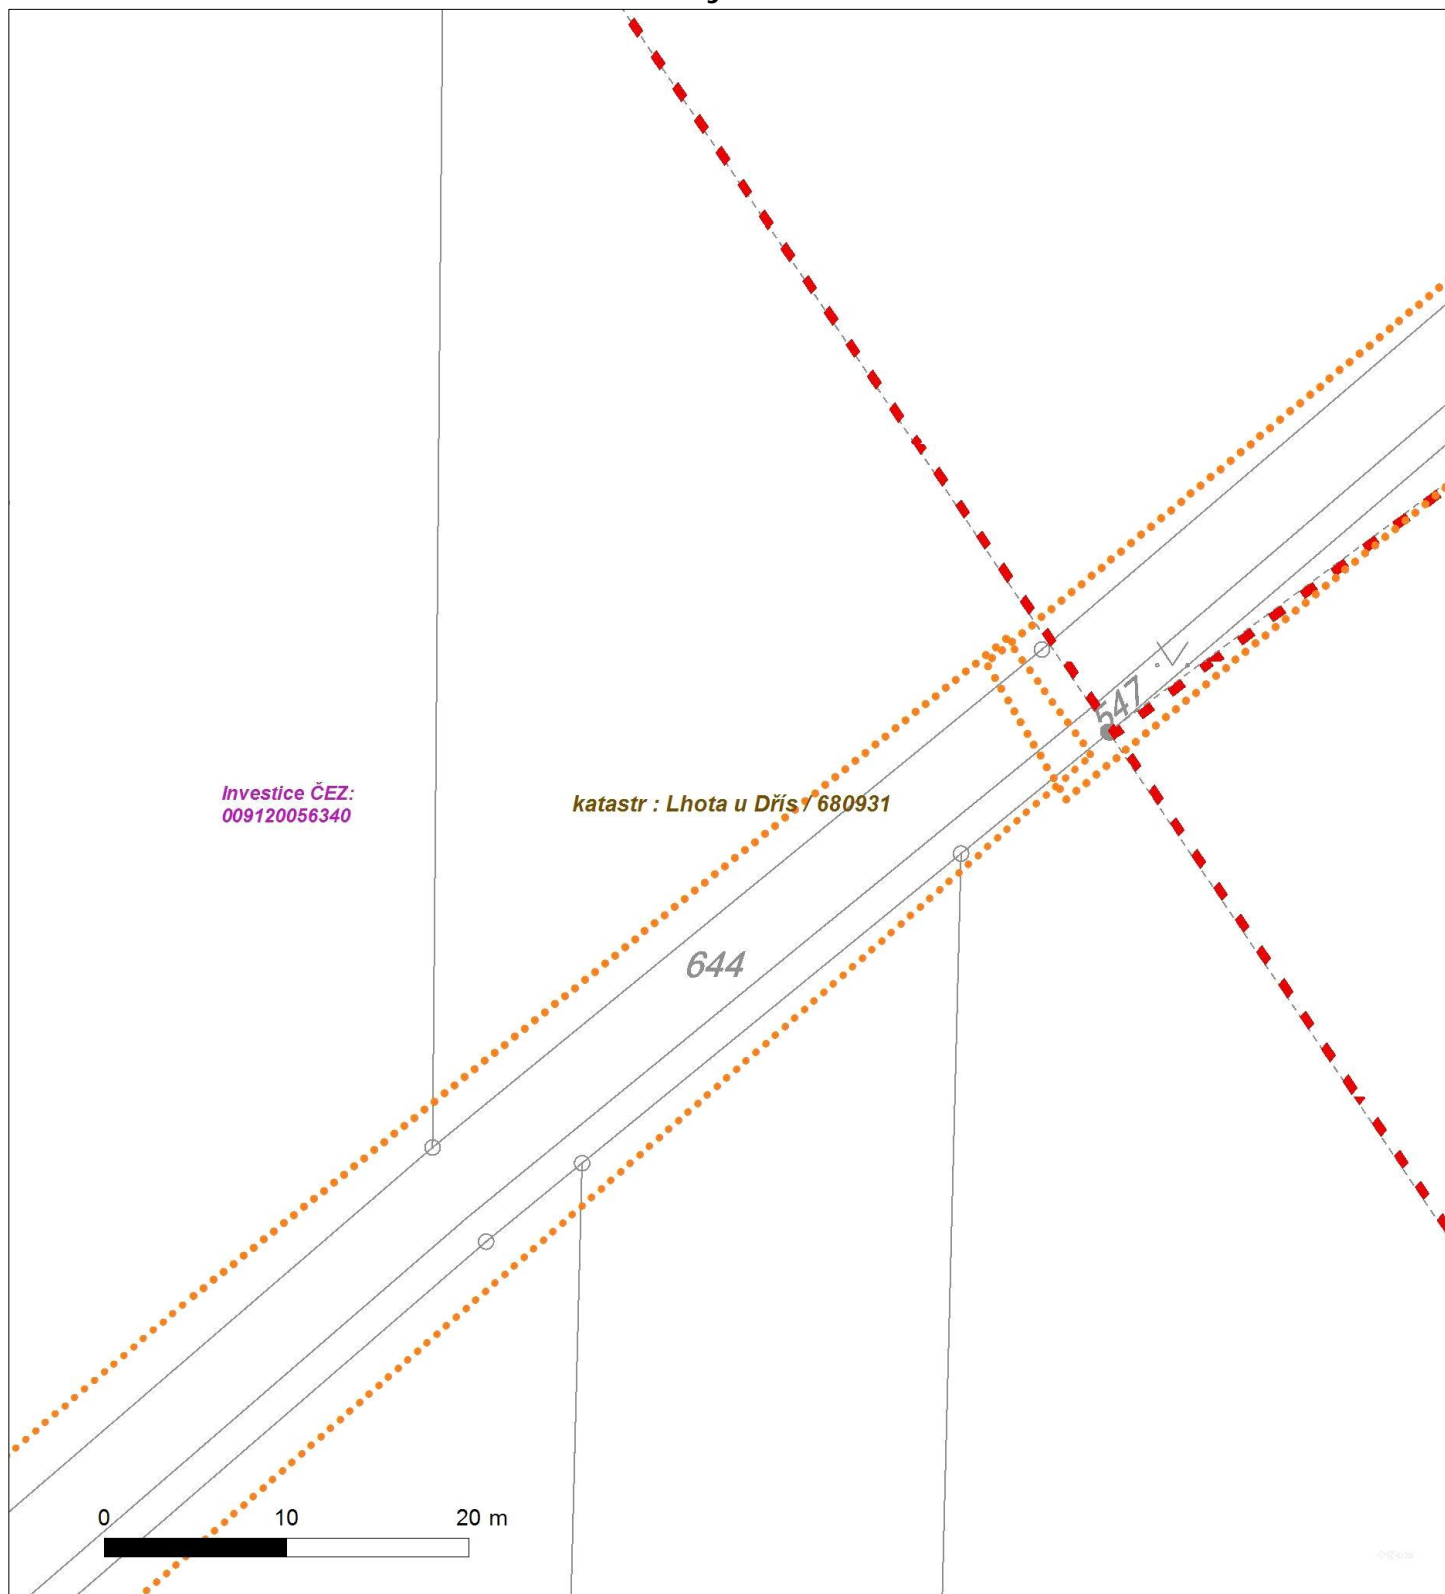 547
Investice ČEZ:
009120056340
katastr : Lhota u Dřís / 680931
644
0 10 20 m